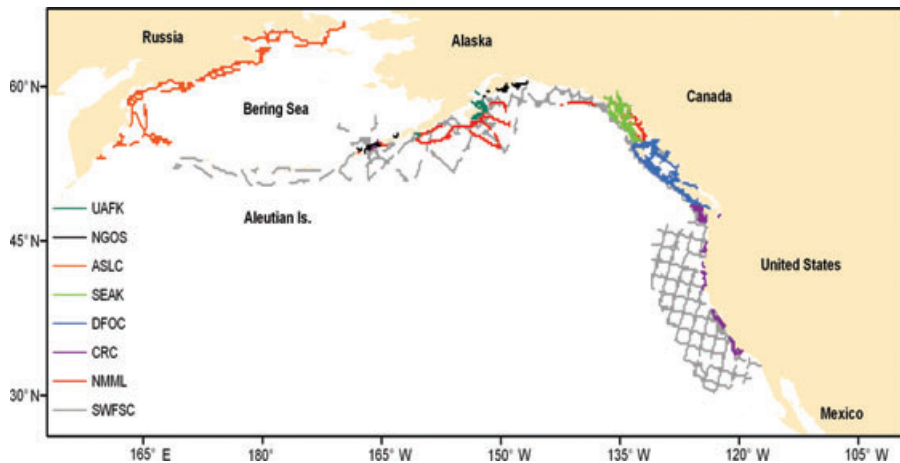 Russia
Alaska
60° N
Bering Sea
Canada
UAFK
Aleutian Is.
NGOS
45° N
ASLC
United States
SEAK
DFOC
CRC
NMML
30° N
SWFSC
Mexico
165° E 180° 165° W 150° W 135° W 120° W 105° W